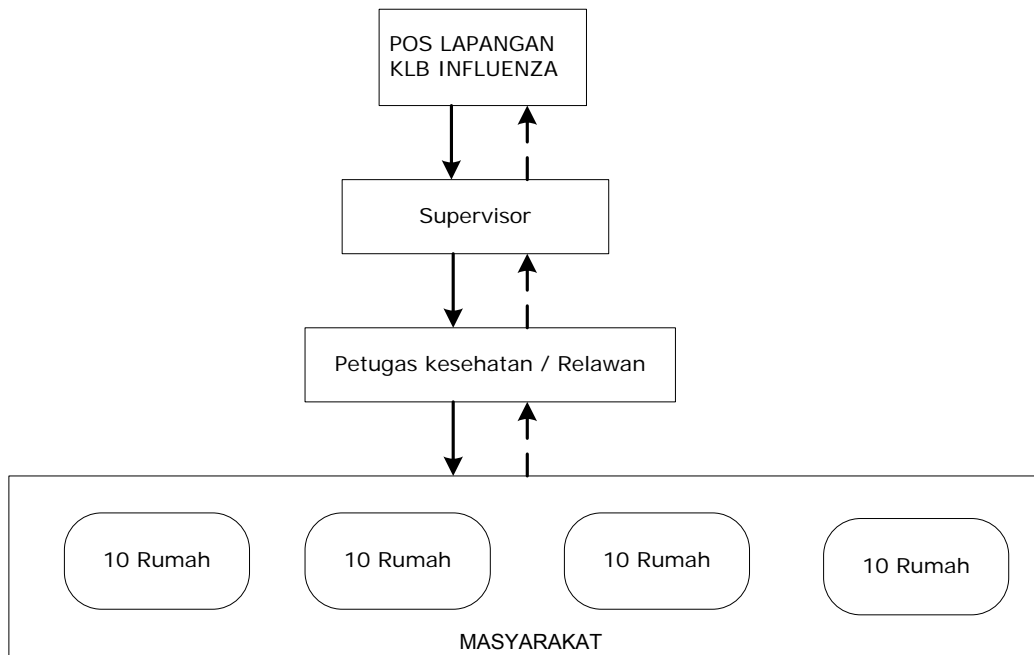 POS LAPANGAN
KLB INFLUENZA
Supervisor
Petugas kesehatan / Relawan
10 Rumah
10 Rumah
10 Rumah
10 Rumah
MASYARAKAT